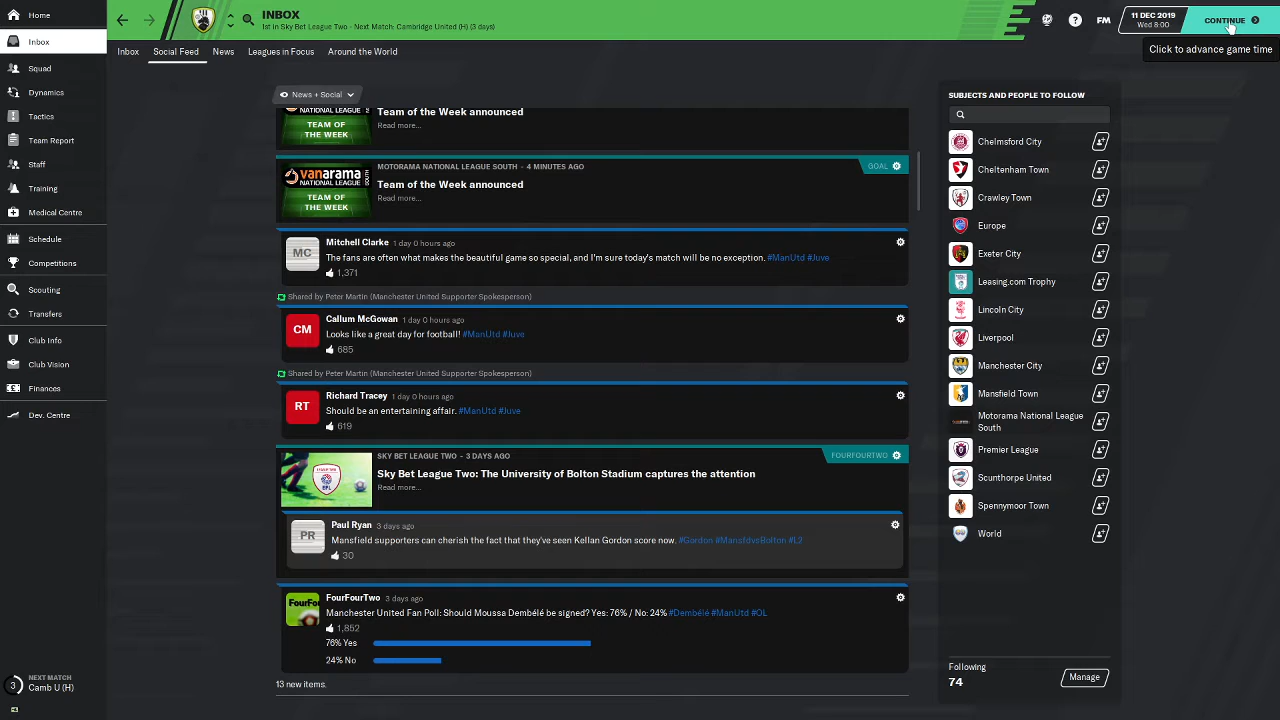 Home
Inbox
Squad
Dynamics
Tactics
Team Report
Staff
Training
Medical Centre
Schedule
Competitions
Scouting
Transfers
Club Info
Club Vision
Finances
Dev. Centre
NEXT MATCH
3 Camb U (H)
INBOX
1st in Sky Bet League Two - Next Match: Cambridge United (H) (3 days)
? FM
11 DEC 2019
Wed 8:00
CONTINUE
Click to advance game time
Inbox Social Feed News Leagues in Focus Around the World
News + Social
NATIONAL LEAGUE
TEAM OF
THE WEEK
Team of the Week announced
Read more...
MOTORAMA NATIONAL LEAGUE SOUTH - 4 MINUTES AGO
GOAL
vanarama
NATIONAL LEAGUE
SOUTH
TEAM OF
THE WEEK
Team of the Week announced
Read more...
MC
Mitchell Clarke 1 day 0 hours ago
The fans are often what makes the beautiful game so special and I'm sure today's match will be no exception. #ManUtd #Juve
1,371
Shared by Peter Martin (Manchester United Supporter Spokesperson)
CM
Callum McGowan 1 day 0 hours ago
Looks like a great day for football! #ManUtd #Juve
685
Shared by Peter Martin (Manchester United Supporter Spokesperson)
RT
Richard Tracey 1 day 0 hours ago
Should be an entertaining affair. #ManUtd #Juve
619
SKY BET LEAGUE TWO - 3 DAYS AGO
FOURFOURTWO
EFL
Sky Bet League Two: The University of Bolton Stadium captures the attention
Read more...
PR
Paul Ryan 3 days ago
Mansfield supporters can cherish the fact that they've seen Kellan Gordon score now. #Gordon #MansfdvsBolton #L2
30
FourFo
FourFourTwo 3 days ago
Manchester United Fan Poll: Should Moussa Dembélé be signed? Yes: 76% / No: 24% #Dembélé #ManUtd #OL
1,852
76% Yes
24% No
13 new items.
SUBJECTS AND PEOPLE TO FOLLOW
Chelmsford City
Cheltenham Town
Crawley Town
Europe
Exeter City
Leasing.com Trophy
Lincoln City
Liverpool
Manchester City
Mansfield Town
Motorama National League
South
Premier League
Scunthorpe United
Spennymoor Town
World
Following
74
Manage